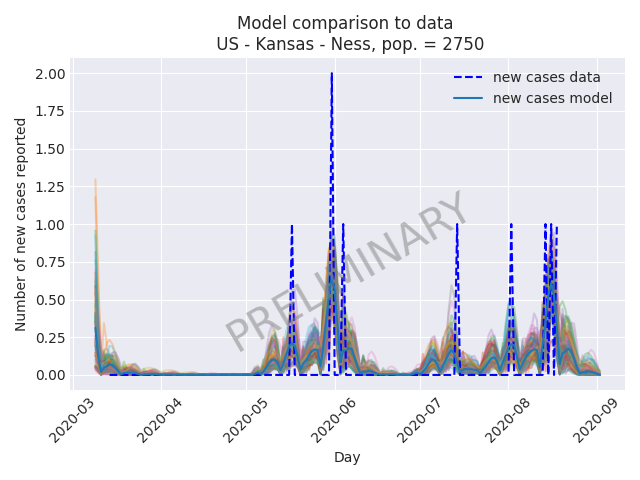 Model comparison to data
US - Kansas - Ness, pop. = 2750
new cases data
new cases model
Number of new cases reported
2.00
1.75
1.50
1.25
1.00
0.75
0.50
0.25
0.00
PRELIMINARY
2020-03
2020-04
2020-05
2020-06
2020-07
2020-08
2020-09
Day